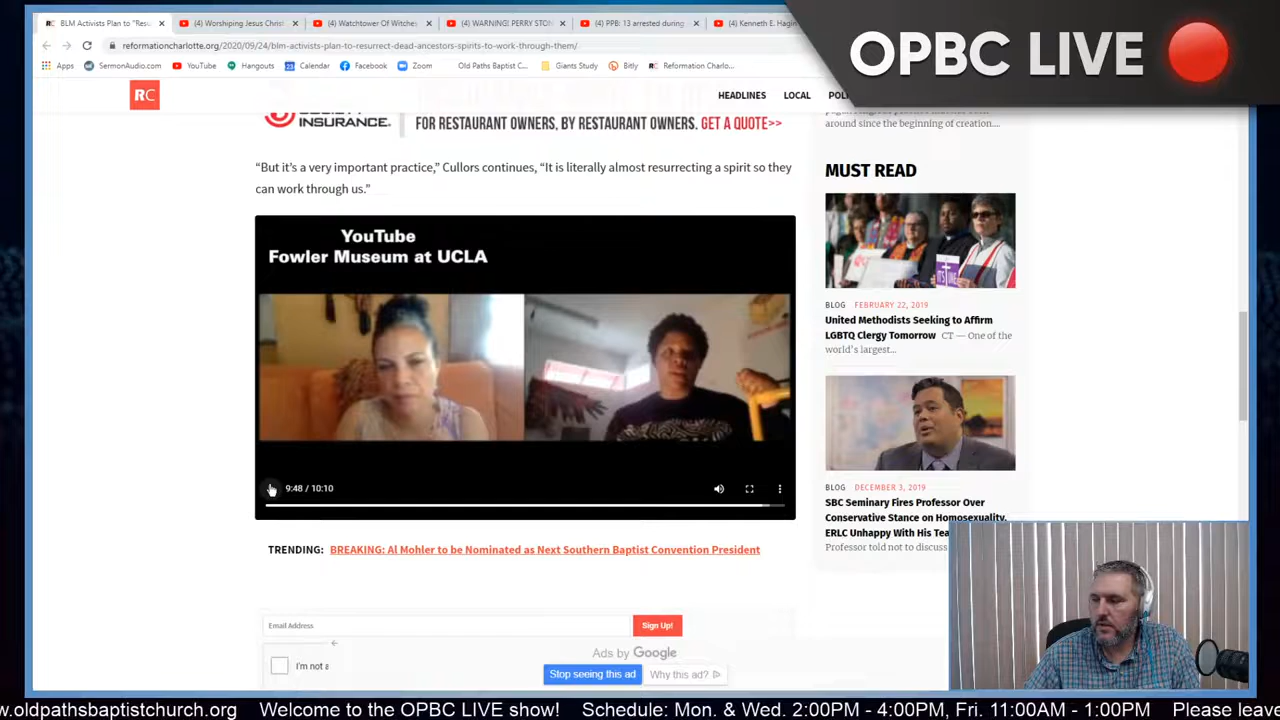 BLM Activists Plan to "Resu
(4) Worshiping Jesus Christ
(4) Watchtower Of Witches
(4) WARNING! PERRY STON
(4) PPB: 13 arrested during
(4) Kenneth E. Hagin
OPBC LIVE
reformationcharlotte.org/2020/09/24/blm-activists-plan-to-resurrect-dead-ancestors-spirits-to-work-through-them/
Apps SermonAudio.com YouTube Hangouts Calendar Facebook Zoom Old Paths Baptist C... Giants Study Bitly Reformation Charlo...
RC
HEADLINES LOCAL
INSURANCE.
FOR RESTAURANT OWNERS, BY RESTAURANT OWNERS. GET A QUOTE>>
around since the beginning of creation....
“But it’s a very important practice,” Cullors continues, “It is literally almost resurrecting a spirit so they
can work through us.”
MUST READ
YouTube
Fowler Museum at UCLA
9:48 / 10:10
BLOG FEBRUARY 22, 2019
United Methodists Seeking to Affirm
LGBTQ Clergy Tomorrow CT — One of the
world's largest...
BLOG DECEMBER 3, 2019
SBC Seminary Fires Professor Over
Conservative Stance on Homosexuality,
ERLC Unhappy With His Tea
Professor told not to discuss
TRENDING: BREAKING: Al Mohler to be Nominated as Next Southern Baptist Convention President
Email Address
Sign Up!
I'm not a
Ads by Google
Stop seeing this ad
Why this ad?
w.oldpathsbaptistchurch.org Welcome to the OPBC LIVE show! Schedule: Mon. & Wed. 2:00PM - 4:00PM, Fri. 11:00AM - 1:00PM Please leave